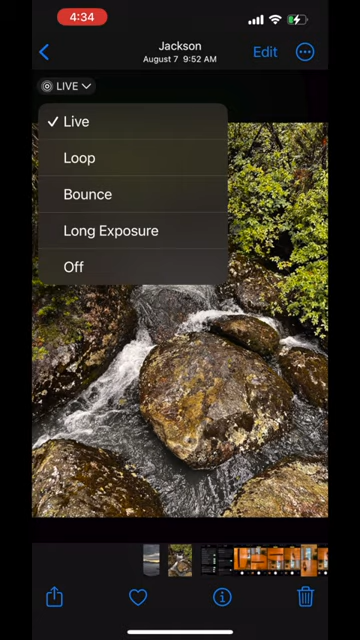 4:34
Jackson
August 7 9:52 AM
Edit
LIVE
Live
Loop
Bounce
Long Exposure
Off